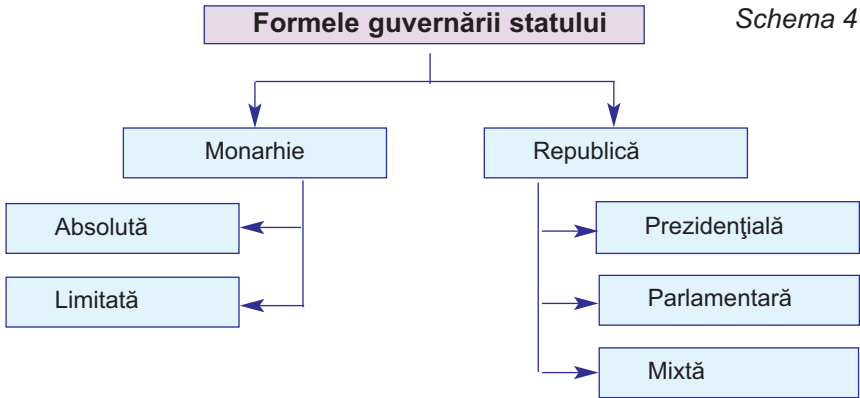 Formele guvernării statului
Schema 4
Monarhie
Republică
Absolută
Limitată
Prezidenţială
Parlamentară
Mixtă